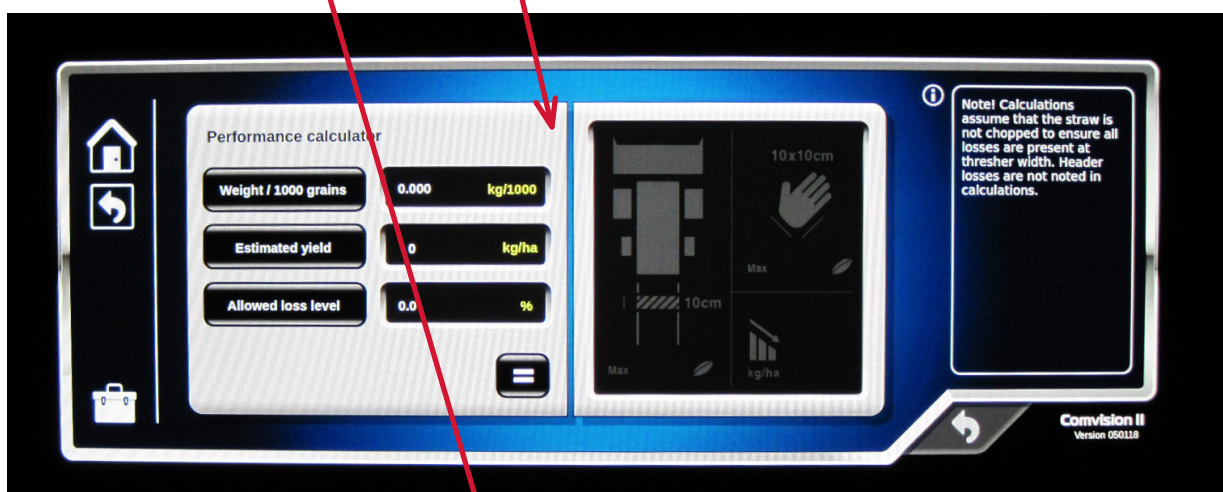 Performance calculator
Weight / 1000 grains
0.000 kg/1000
Estimated yield
0 kg/ha
Allowed loss level
0.0 %
=
10x10cm
Max
10cm
Max
kg/ha
Note! Calculations
assume that the straw is
not chopped to ensure all
losses are present at
thresher width. Header
losses are not noted in
calculations.
Comvision II
Version 050118